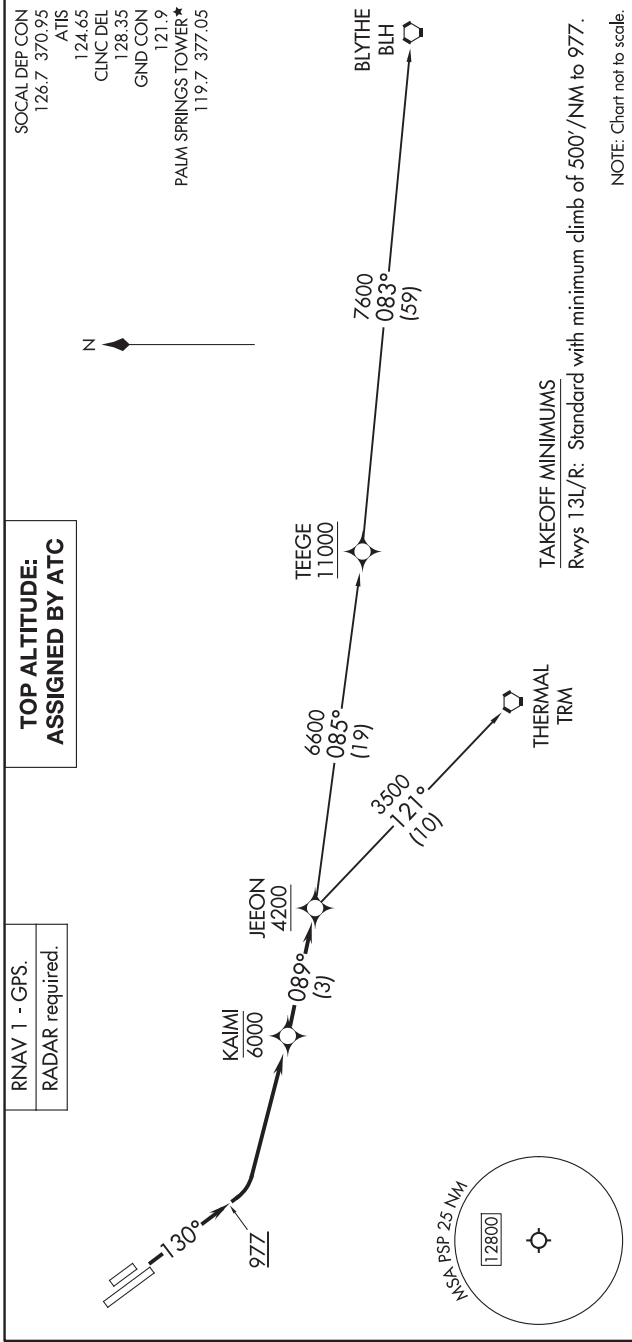 SOCAL DEP CON
126.7 370.95
ATIS
124.65
CLNC DEL
128.35
GND CON
121.9
PALM SPRINGS TOWER★
119.7 377.05
TOP ALTITUDE:
ASSIGNED BY ATC
RNAV 1 - GPS.
RADAR required.
N
130°
977
KAIMI
6000
089°
(3)
JEEON
4200
6600
085°
(19)
TEEGE
11000
7600
083°
(59)
BLYTHE
BLH
3500
121°
(10)
THERMAL
TRM
MSA PSP 25 NM
12800
TAKEOFF MINIMUMS
Rwys 13L/R: Standard with minimum climb of 500'/NM to 977.
NOTE: Chart not to scale.